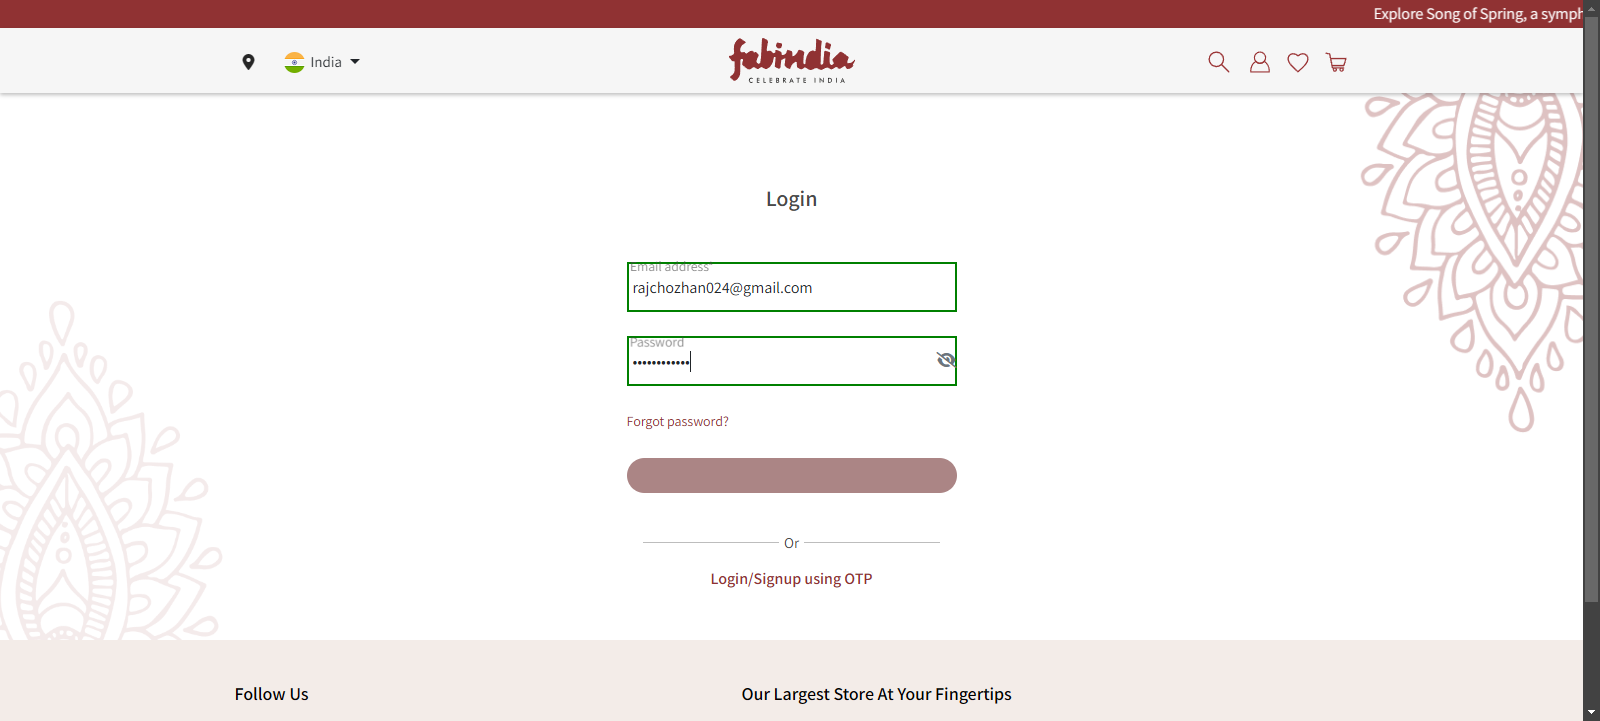 Explore Song of Spring, a symph
India
fabindia
CELEBRATE INDIA
Login
Email address*
rajchozhan024@gmail.com
Password
••••••••••••
Forgot password?
Or
Login/Signup using OTP
Follow Us
Our Largest Store At Your Fingertips